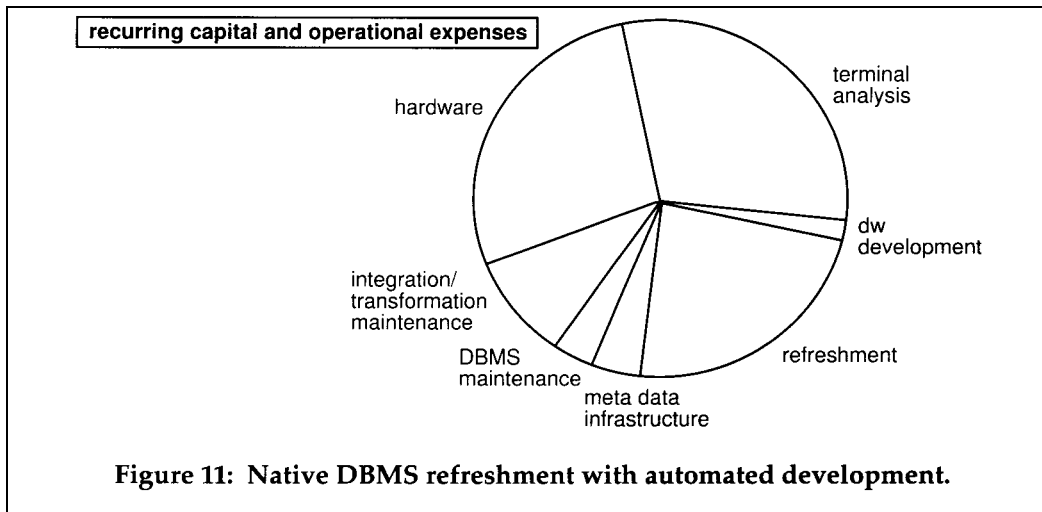 recurring capital and operational expenses
terminal
analysis
hardware
dw
development
integration/
transformation
maintenance
refreshment
DBMS
maintenance
meta data
infrastructure
Figure 11: Native DBMS refreshment with automated development.